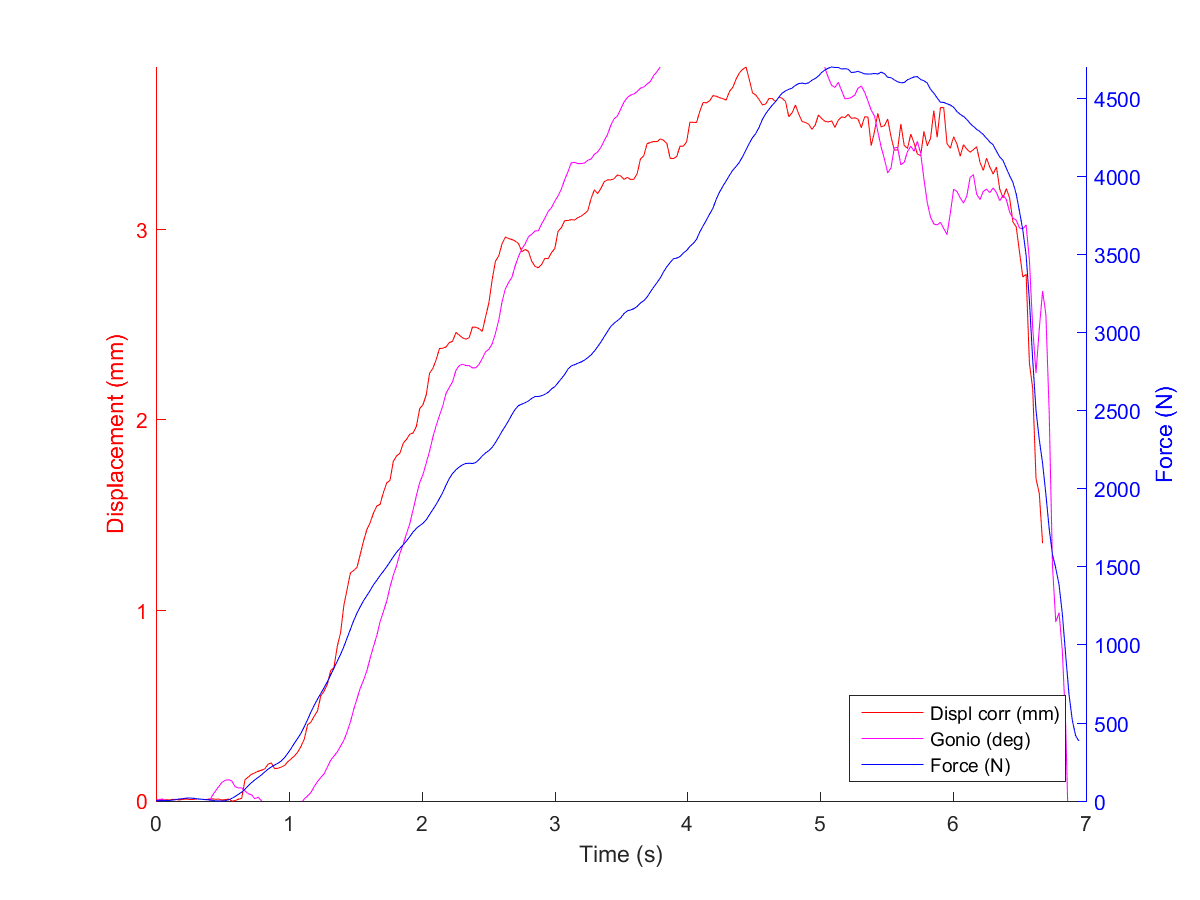 4500
4000
3500
3000
2500
2000
1500
1000
500
0
Force (N)
3
2
1
0
Displacement (mm)
Displ corr (mm)
Gonio (deg)
Force (N)
0 1 2 3 4 5 6 7
Time (s)